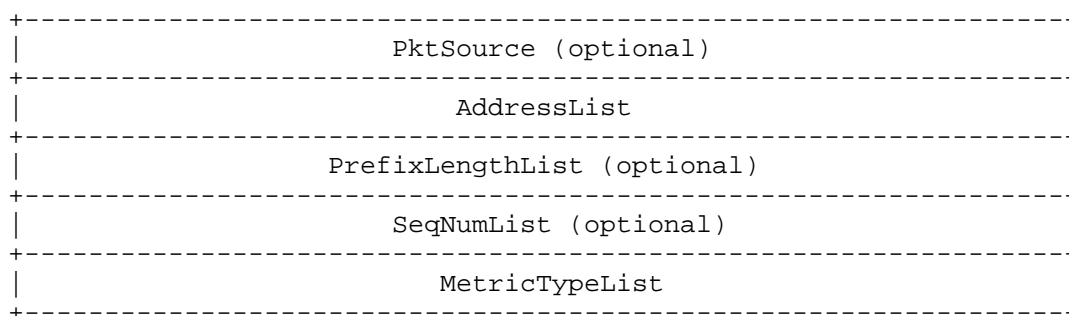 +-----------------------------------------------------------------
| PktSource (optional)
+-----------------------------------------------------------------
| AddressList
+-----------------------------------------------------------------
| PrefixLengthList (optional)
+-----------------------------------------------------------------
| SeqNumList (optional)
+-----------------------------------------------------------------
| MetricTypeList
+-----------------------------------------------------------------